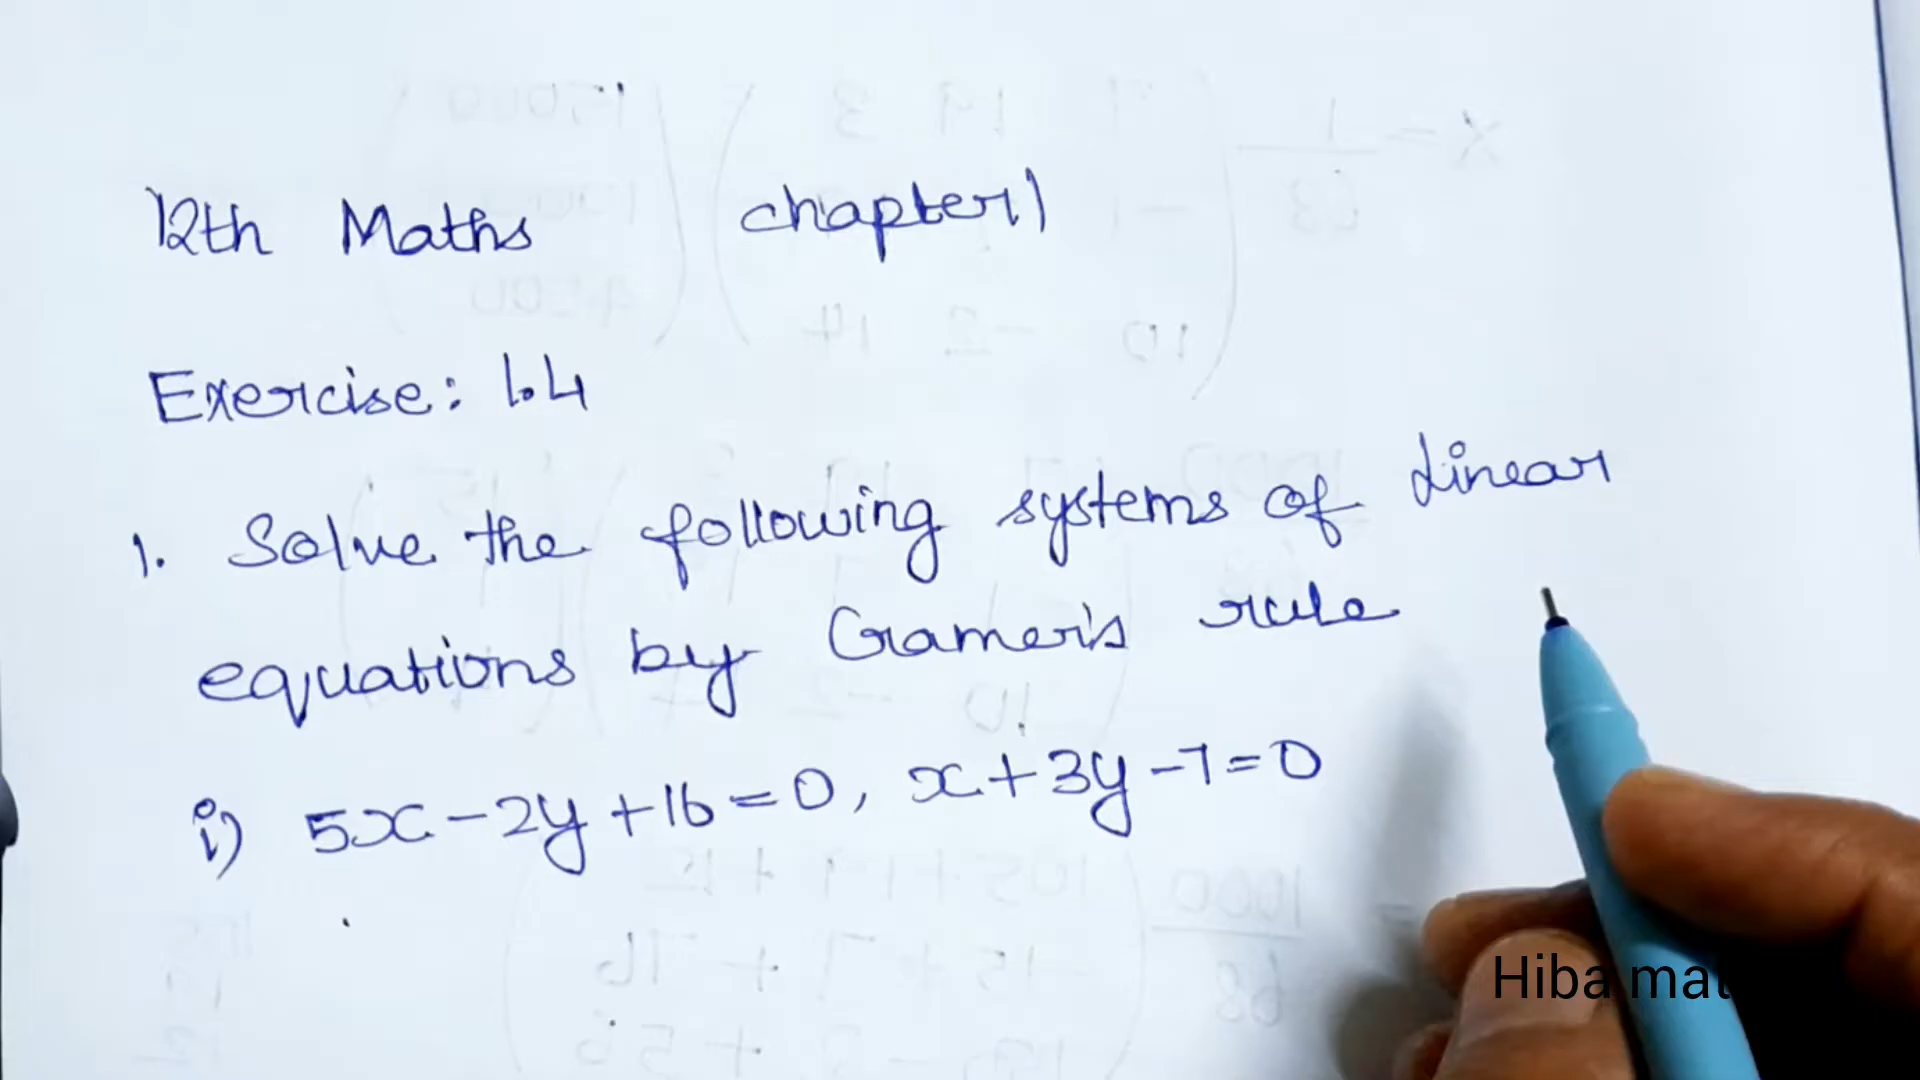 12th Maths chapter 1
Exercise: 1.4
1. Solve the following systems of Linear
equations by Cramer's rule
i) 5x - 2y + 16 = 0, x + 3y - 7 = 0
Hiba mat